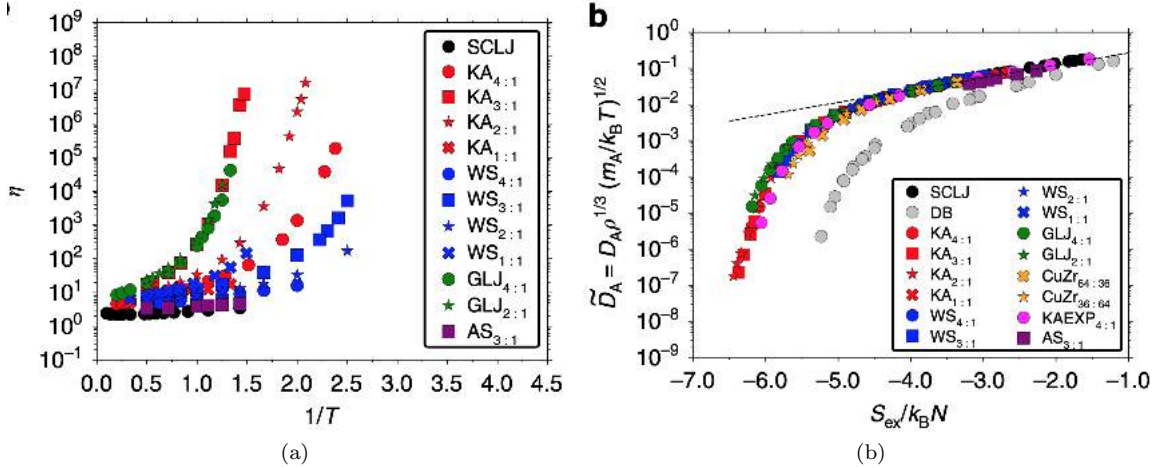 10⁹
10⁸
10⁷
10⁶
10⁵
10⁴
10³
10²
10¹
10⁰
10⁻¹
η
0.0 0.5 1.0 1.5 2.0 2.5 3.0 3.5 4.0 4.5
1/T
SCLJ
KA₄ : ₁
KA₃ : ₁
KA₂ : ₁
KA₁ : ₁
WS₄ : ₁
WS₃ : ₁
WS₂ : ₁
WS₁ : ₁
GLJ₄ : ₁
GLJ₂ : ₁
AS₃ : ₁
(a)
b
10⁰
10⁻¹
10⁻²
10⁻³
10⁻⁴
10⁻⁵
10⁻⁶
10⁻⁷
10⁻⁸
10⁻⁹
D̃_A = D_A ρ^1/3 (m_A/k_B T)^1/2
−7.0 −6.0 −5.0 −4.0 −3.0 −2.0 −1.0
S_ex/k_B N
SCLJ
DB
KA₄ : ₁
KA₃ : ₁
KA₂ : ₁
KA₁ : ₁
WS₄ : ₁
WS₃ : ₁
WS₂ : ₁
WS₁ : ₁
GLJ₄ : ₁
GLJ₂ : ₁
CuZr₆₄ : ₃₆
CuZr₃₆ : ₆₄
KAEXP₄ : ₁
AS₃ : ₁
(b)